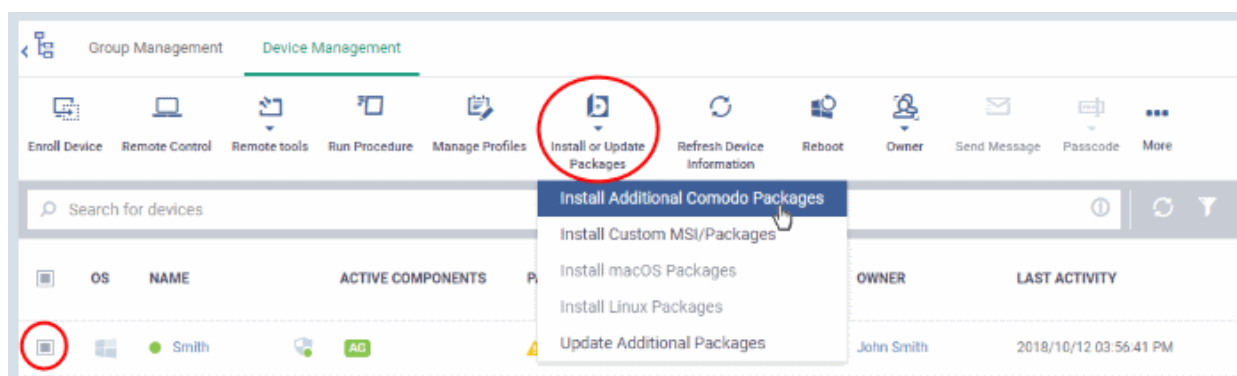 Group Management Device Management
Enroll Device Remote Control Remote tools Run Procedure Manage Profiles Install or Update Packages Refresh Device Information Reboot Owner Send Message Passcode More
Search for devices
Install Additional Comodo Packages
Install Custom MSI/Packages
Install macOS Packages
Install Linux Packages
Update Additional Packages
OS NAME ACTIVE COMPONENTS OWNER LAST ACTIVITY
Smith AG John Smith 2018/10/12 03:56:41 PM